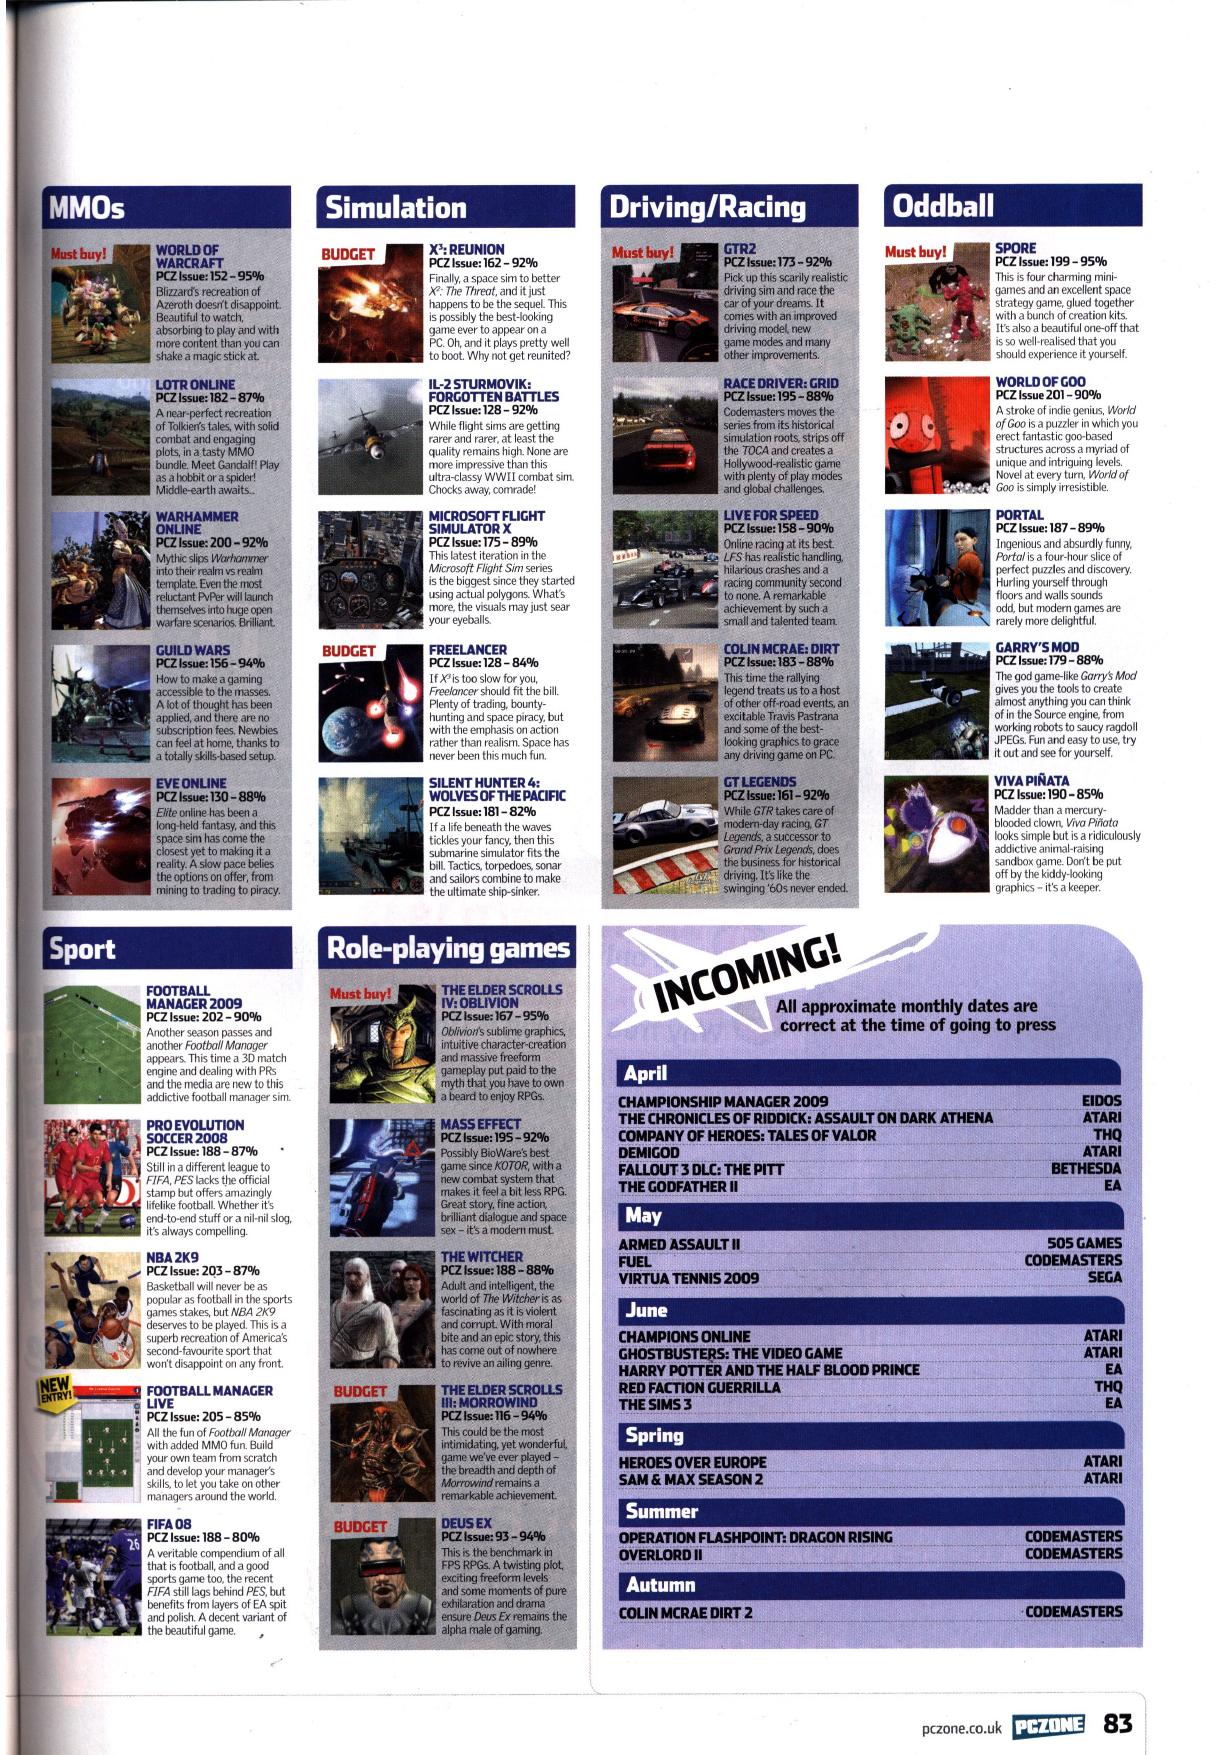 MMOs
Must buy!
WORLD OF
WARCRAFT
PCZ Issue: 152 – 95%
Blizzard's recreation of
Azeroth doesn't disappoint.
Beautiful to watch,
absorbing to play and with
more content than you can
shake a magic stick at.
LOTR ONLINE
PCZ Issue: 182 – 87%
A near-perfect recreation
of Tolkien's tales, with solid
combat and engaging
plots, in a tasty MMO
bundle. Meet Gandalf! Play
as a hobbit or a spider!
Middle-earth awaits...
WARHAMMER
ONLINE
PCZ Issue: 200 – 92%
Mythic slips Warhammer
into their realm vs realm
template. Even the most
reluctant PvPer will launch
themselves into huge open
warfare scenarios. Brilliant.
GUILD WARS
PCZ Issue: 156 – 94%
How to make a gaming
accessible to the masses.
A lot of thought has been
applied, and there are no
subscription fees. Newbies
can feel at home, thanks to
a totally skills-based setup.
EVE ONLINE
PCZ Issue: 130 – 88%
Elite online has been a
long-held fantasy, and this
space sim has come the
closest yet to making it a
reality. A slow pace belies
the options on offer, from
mining to trading to piracy.
Simulation
BUDGET
X³: REUNION
PCZ Issue: 162 – 92%
Finally, a space sim to better
X²: The Threat, and it just
happens to be the sequel. This
is possibly the best-looking
game ever to appear on a
PC. Oh, and it plays pretty well
to boot. Why not get reunited?
IL-2 STURMOVIK:
FORGOTTEN BATTLES
PCZ Issue: 128 – 92%
While flight sims are getting
rarer and rarer, at least the
quality remains high. None are
more impressive than this
ultra-classy WWII combat sim.
Chocks away, comrade!
MICROSOFT FLIGHT
SIMULATOR X
PCZ Issue: 175 – 89%
This latest iteration in the
Microsoft Flight Sim series
is the biggest since they started
using actual polygons. What's
more, the visuals may just sear
your eyeballs.
BUDGET
FREELANCER
PCZ Issue: 128 – 84%
If X³ is too slow for you,
Freelancer should fit the bill.
Plenty of trading, bounty-
hunting and space piracy, but
with the emphasis on action
rather than realism. Space has
never been this much fun.
SILENT HUNTER 4:
WOLVES OF THE PACIFIC
PCZ Issue: 181 – 82%
If a life beneath the waves
tickles your fancy, then this
submarine simulator fits the
bill. Tactics, torpedoes, sonar
and sailors combine to make
the ultimate ship-sinker.
Driving/Racing
Must buy!
GTR2
PCZ Issue: 173 – 92%
Pick up this scarily realistic
driving sim and race the
car of your dreams. It
comes with an improved
driving model, new
game modes and many
other improvements.
RACE DRIVER: GRID
PCZ Issue: 195 – 88%
Codemasters moves the
series from its historical
simulation roots, strips off
the TOCA and creates a
Hollywood-realistic game
with plenty of play modes
and global challenges.
LIVE FOR SPEED
PCZ Issue: 158 – 90%
Online racing at its best.
LFS has realistic handling,
hilarious crashes and a
racing community second
to none. A remarkable
achievement by such a
small and talented team.
COLIN MCRAE: DIRT
PCZ Issue: 183 – 88%
This time the rallying
legend treats us to a host
of other off-road events, an
excitable Travis Pastrana
and some of the best-
looking graphics to grace
any driving game on PC.
GT LEGENDS
PCZ Issue: 161 – 92%
While GTR takes care of
modern-day racing, GT
Legends, a successor to
Grand Prix Legends, does
the business for historical
driving. It's like the
swinging '60s never ended.
Oddball
Must buy!
SPORE
PCZ Issue: 199 – 95%
This is four charming mini-
games and an excellent space
strategy game, glued together
with a bunch of creation kits.
It's also a beautiful one-off that
is so well-realised that you
should experience it yourself.
WORLD OF GOO
PCZ Issue 201 – 90%
A stroke of indie genius, World
of Goo is a puzzler in which you
erect fantastic goo-based
structures across a myriad of
unique and intriguing levels.
Novel at every turn, World of
Goo is simply irresistible.
PORTAL
PCZ Issue: 187 – 89%
Ingenious and absurdly funny,
Portal is a four-hour slice of
perfect puzzles and discovery.
Hurling yourself through
floors and walls sounds
odd, but modern games are
rarely more delightful.
GARRY'S MOD
PCZ Issue: 179 – 88%
The god game-like Garry's Mod
gives you the tools to create
almost anything you can think
of in the Source engine, from
working robots to saucy ragdoll
JPEGs. Fun and easy to use, try
it out and see for yourself.
VIVA PIÑATA
PCZ Issue: 190 – 85%
Madder than a mercury-
blooded clown, Viva Piñata
looks simple but is a ridiculously
addictive animal-raising
sandbox game. Don't be put
off by the kiddy-looking
graphics – it's a keeper.
Sport
FOOTBALL
MANAGER 2009
PCZ Issue: 202 – 90%
Another season passes and
another Football Manager
appears. This time a 3D match
engine and dealing with PRs
and the media are new to this
addictive football manager sim.
PRO EVOLUTION
SOCCER 2008
PCZ Issue: 188 – 87%
Still in a different league to
FIFA, PES lacks the official
stamp but offers amazingly
lifelike football. Whether it's
end-to-end stuff or a nil-nil slog,
it's always compelling.
NBA 2K9
PCZ Issue: 203 – 87%
Basketball will never be as
popular as football in the sports
games stakes, but NBA 2K9
deserves to be played. This is a
superb recreation of America's
second-favourite sport that
won't disappoint on any front.
NEW
ENTRY!
FOOTBALL MANAGER
LIVE
PCZ Issue: 205 – 85%
All the fun of Football Manager
with added MMO fun. Build
your own team from scratch
and develop your manager's
skills, to let you take on other
managers around the world.
FIFA 08
PCZ Issue: 188 – 80%
A veritable compendium of all
that is football, and a good
sports game too, the recent
FIFA still lags behind PES, but
benefits from layers of EA spit
and polish. A decent variant of
the beautiful game.
26
Role-playing games
Must buy!
THE ELDER SCROLLS
IV: OBLIVION
PCZ Issue: 167 – 95%
Oblivion's sublime graphics,
intuitive character-creation
and massive freeform
gameplay put paid to the
myth that you have to own
a beard to enjoy RPGs.
MASS EFFECT
PCZ Issue: 195 – 92%
Possibly BioWare's best
game since KOTOR, with a
new combat system that
makes it feel a bit less RPG.
Great story, fine action,
brilliant dialogue and space
sex – it's a modern must.
THE WITCHER
PCZ Issue: 188 – 88%
Adult and intelligent, the
world of The Witcher is as
fascinating as it is violent
and corrupt. With moral
bite and an epic story, this
has come out of nowhere
to revive an ailing genre.
BUDGET
THE ELDER SCROLLS
III: MORROWIND
PCZ Issue: 116 – 94%
This could be the most
intimidating, yet wonderful,
game we've ever played –
the breadth and depth of
Morrowind remains a
remarkable achievement.
BUDGET
DEUS EX
PCZ Issue: 93 – 94%
This is the benchmark in
FPS RPGs. A twisting plot,
exciting freeform levels
and some moments of pure
exhilaration and drama
ensure Deus Ex remains the
alpha male of gaming.
INCOMING!
All approximate monthly dates are
correct at the time of going to press
April
CHAMPIONSHIP MANAGER 2009 EIDOS
THE CHRONICLES OF RIDDICK: ASSAULT ON DARK ATHENA ATARI
COMPANY OF HEROES: TALES OF VALOR THQ
DEMIGOD ATARI
FALLOUT 3 DLC: THE PITT BETHESDA
THE GODFATHER II EA
May
ARMED ASSAULT II 505 GAMES
FUEL CODEMASTERS
VIRTUA TENNIS 2009 SEGA
June
CHAMPIONS ONLINE ATARI
GHOSTBUSTERS: THE VIDEO GAME ATARI
HARRY POTTER AND THE HALF BLOOD PRINCE EA
RED FACTION GUERRILLA THQ
THE SIMS 3 EA
Spring
HEROES OVER EUROPE ATARI
SAM & MAX SEASON 2 ATARI
Summer
OPERATION FLASHPOINT: DRAGON RISING CODEMASTERS
OVERLORD II CODEMASTERS
Autumn
COLIN MCRAE DIRT 2 CODEMASTERS
pczone.co.uk PCZONE 83